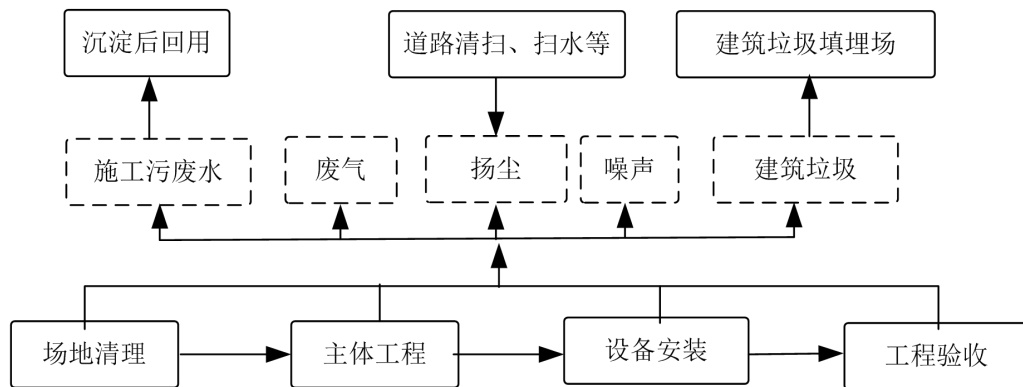 沉淀后回用
道路清扫、扫水等
建筑垃圾填埋场
施工污废水
废气
扬尘
噪声
建筑垃圾
场地清理
主体工程
设备安装
工程验收